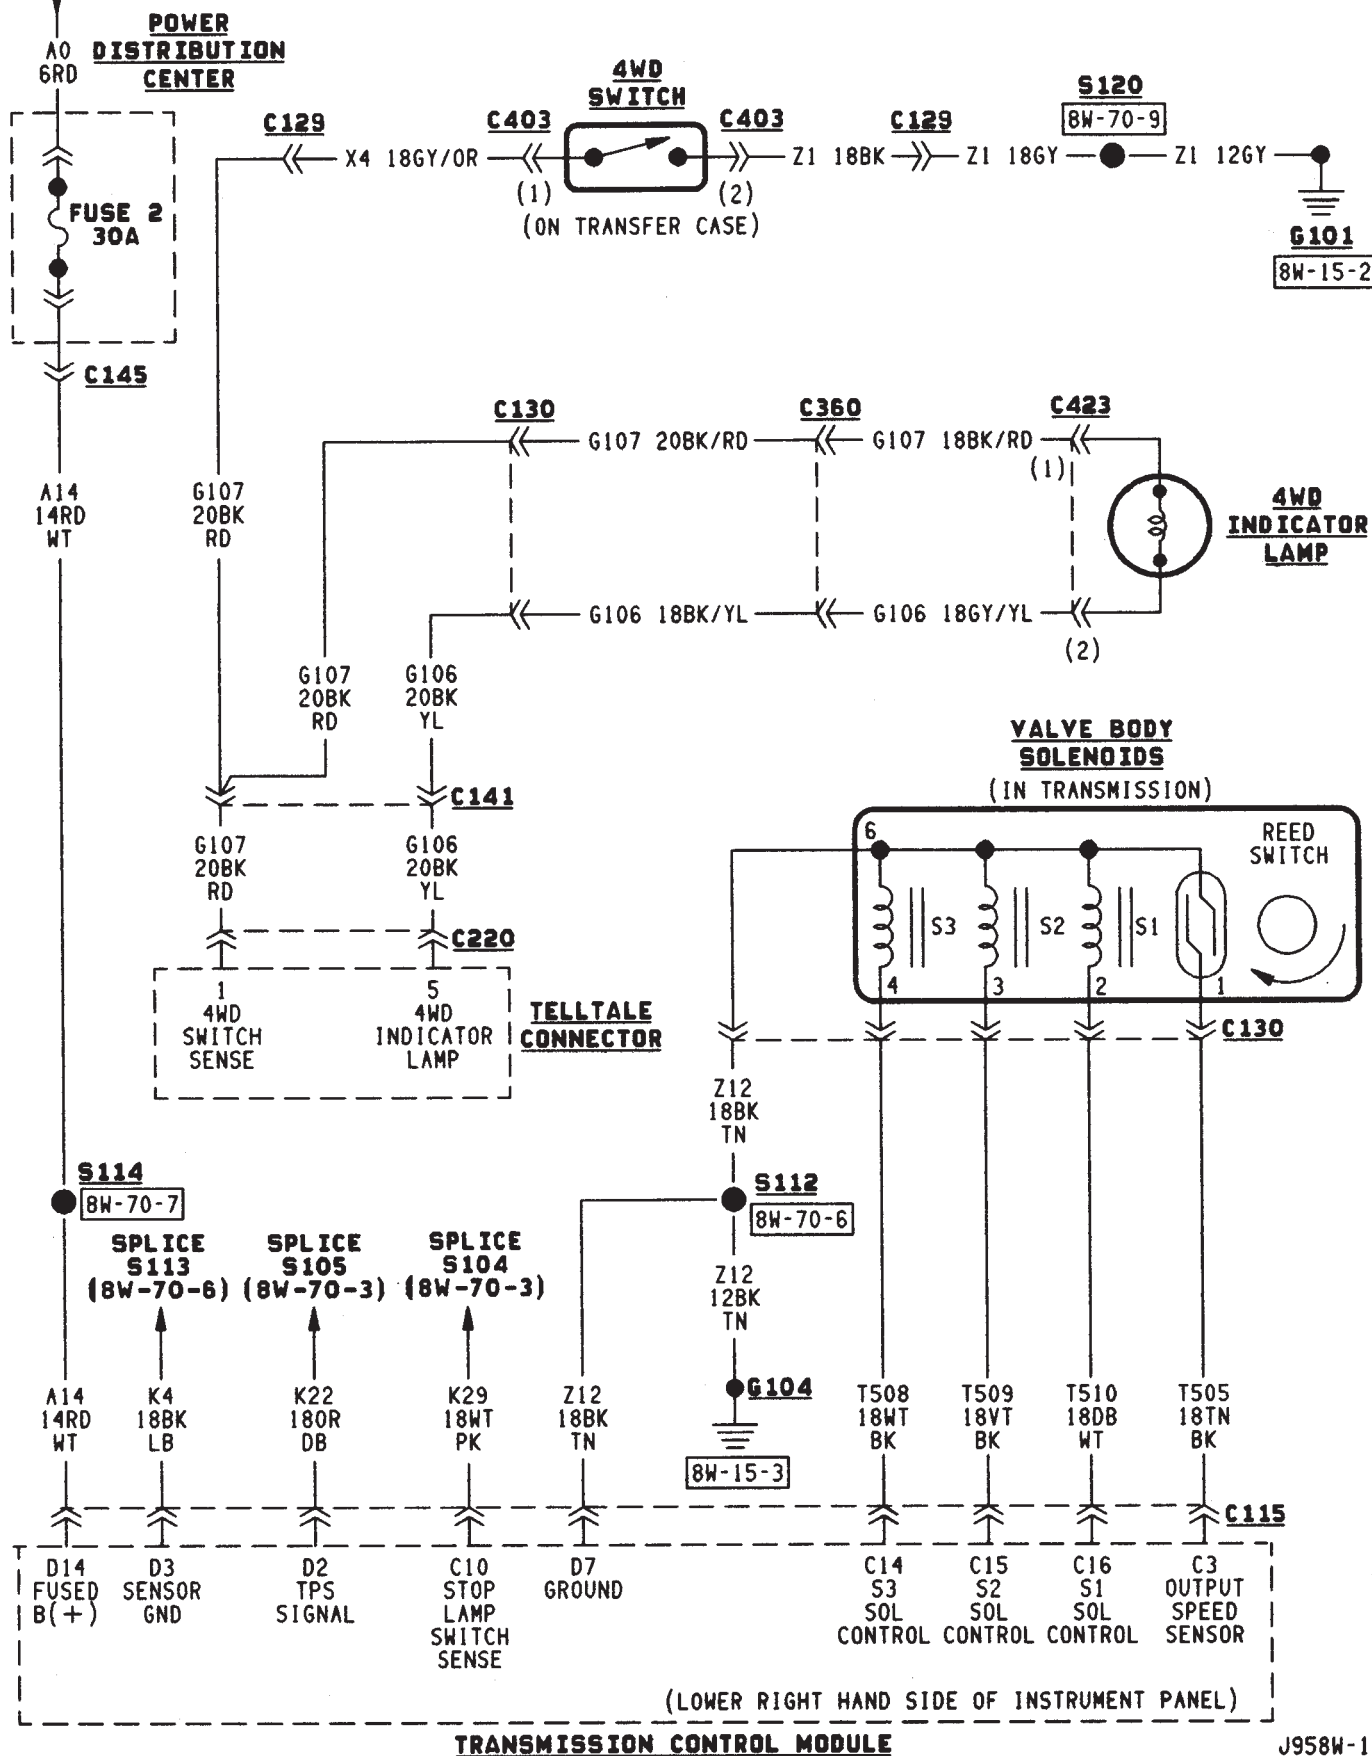 POWER
DISTRIBUTION
CENTER
A0
6RD
FUSE 2
30A
C145
C129
X4 18GY/OR
C403
(1)
4WD
SWITCH
C403
(2)
(ON TRANSFER CASE)
Z1 18BK
C129
Z1 18GY
S120
8W-70-9
Z1 12GY
G101
8W-15-2
A14
14RD
WT
G107
20BK
RD
C130
G107 20BK/RD
C360
G107 18BK/RD
C423
(1)
4WD
INDICATOR
LAMP
G106 18BK/YL
G106 18GY/YL
(2)
G107
20BK
RD
G106
20BK
YL
C141
G107
20BK
RD
G106
20BK
YL
C220
1
4WD
SWITCH
SENSE
5
4WD
INDICATOR
LAMP
TELLTALE
CONNECTOR
VALVE BODY
SOLENOIDS
(IN TRANSMISSION)
6
REED
SWITCH
S3
S2
S1
4
3
2
1
C130
Z12
18BK
TN
S114
8W-70-7
S112
8W-70-6
SPLICE
S113
(8W-70-6)
SPLICE
S105
(8W-70-3)
SPLICE
S104
(8W-70-3)
Z12
12BK
TN
G104
8W-15-3
A14
14RD
WT
K4
18BK
LB
K22
18OR
DB
K29
18WT
PK
Z12
18BK
TN
T508
18WT
BK
T509
18VT
BK
T510
18DB
WT
T505
18TN
BK
C115
D14
FUSED
B(+)
D3
SENSOR
GND
D2
TPS
SIGNAL
C10
STOP
LAMP
SWITCH
SENSE
D7
GROUND
C14
S3
SOL
CONTROL
C15
S2
SOL
CONTROL
C16
S1
SOL
CONTROL
C3
OUTPUT
SPEED
SENSOR
(LOWER RIGHT HAND SIDE OF INSTRUMENT PANEL)
TRANSMISSION CONTROL MODULE
J958W-1